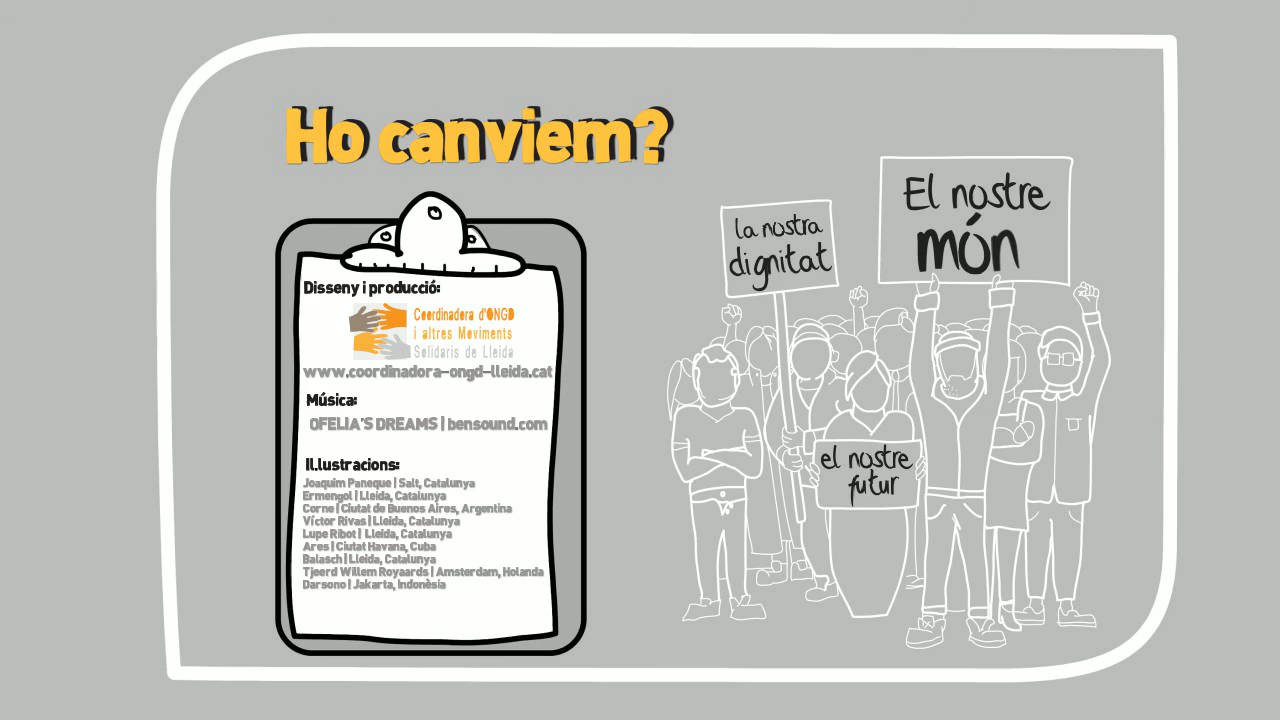 Ho canviem?
Disseny i producció:
Coordinadora d'ONGD
i altres Moviments
Solidaris de Lleida
www.coordinadora-ongd-lleida.cat
Música:
OFELIA'S DREAMS | bensound.com
Il.lustracions:
Joaquim Paneque | Salt, Catalunya
Ermengol | Lleida, Catalunya
Corne | Ciutat de Buenos Aires, Argentina
Víctor Rivas | Lleida, Catalunya
Lupe Ribot | Lleida, Catalunya
Ares | Ciutat Havana, Cuba
Balasch | Lleida, Catalunya
Tjeerd Willem Royaards | Amsterdam, Holanda
Darsono | Jakarta, Indonèsia
la nostra
dignitat
El nostre
món
el nostre
futur